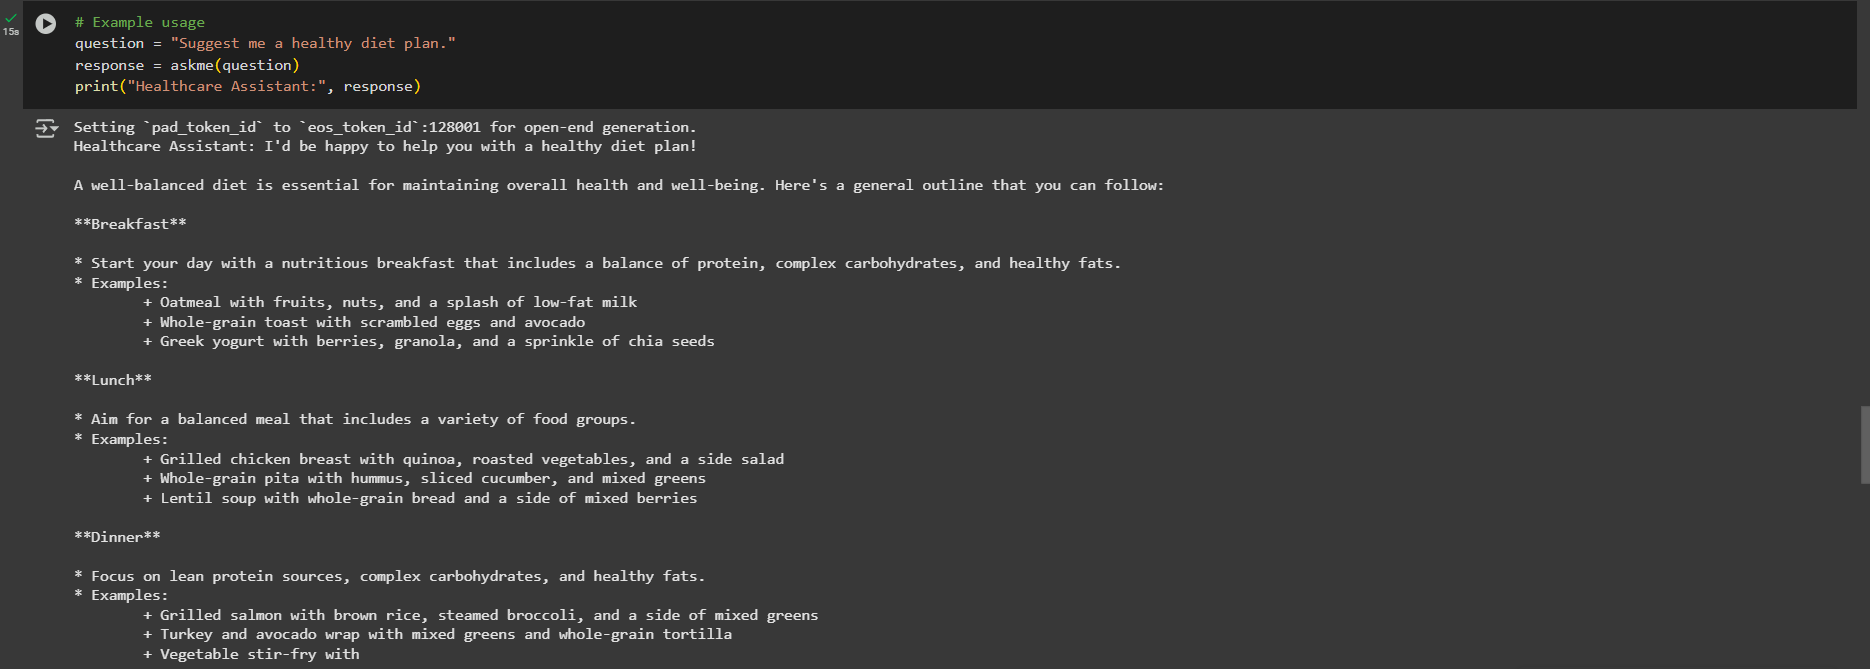 15s
# Example usage
question = "Suggest me a healthy diet plan."
response = askme(question)
print("Healthcare Assistant:", response)
Setting `pad_token_id` to `eos_token_id`:128001 for open-end generation.
Healthcare Assistant: I'd be happy to help you with a healthy diet plan!
A well-balanced diet is essential for maintaining overall health and well-being. Here's a general outline that you can follow:
**Breakfast**
* Start your day with a nutritious breakfast that includes a balance of protein, complex carbohydrates, and healthy fats.
* Examples:
+ Oatmeal with fruits, nuts, and a splash of low-fat milk
+ Whole-grain toast with scrambled eggs and avocado
+ Greek yogurt with berries, granola, and a sprinkle of chia seeds
**Lunch**
* Aim for a balanced meal that includes a variety of food groups.
* Examples:
+ Grilled chicken breast with quinoa, roasted vegetables, and a side salad
+ Whole-grain pita with hummus, sliced cucumber, and mixed greens
+ Lentil soup with whole-grain bread and a side of mixed berries
**Dinner**
* Focus on lean protein sources, complex carbohydrates, and healthy fats.
* Examples:
+ Grilled salmon with brown rice, steamed broccoli, and a side of mixed greens
+ Turkey and avocado wrap with mixed greens and whole-grain tortilla
+ Vegetable stir-fry with